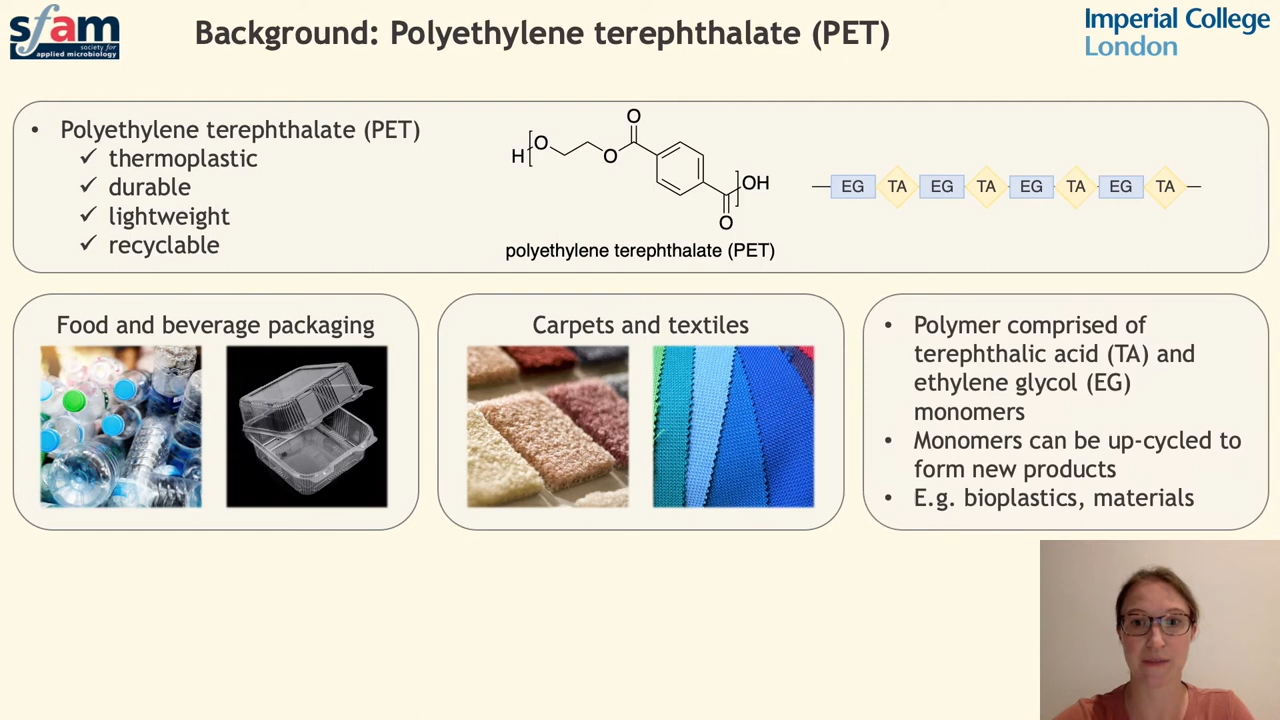 sfam
society for
applied microbiology
Background: Polyethylene terephthalate (PET)
Imperial College
London
• Polyethylene terephthalate (PET)
✓ thermoplastic
✓ durable
✓ lightweight
✓ recyclable
O
O
H
O
OH
O
polyethylene terephthalate (PET)
EG TA EG TA EG TA EG TA
Food and beverage packaging
Carpets and textiles
• Polymer comprised of
terephthalic acid (TA) and
ethylene glycol (EG)
monomers
• Monomers can be up-cycled to
form new products
• E.g. bioplastics, materials